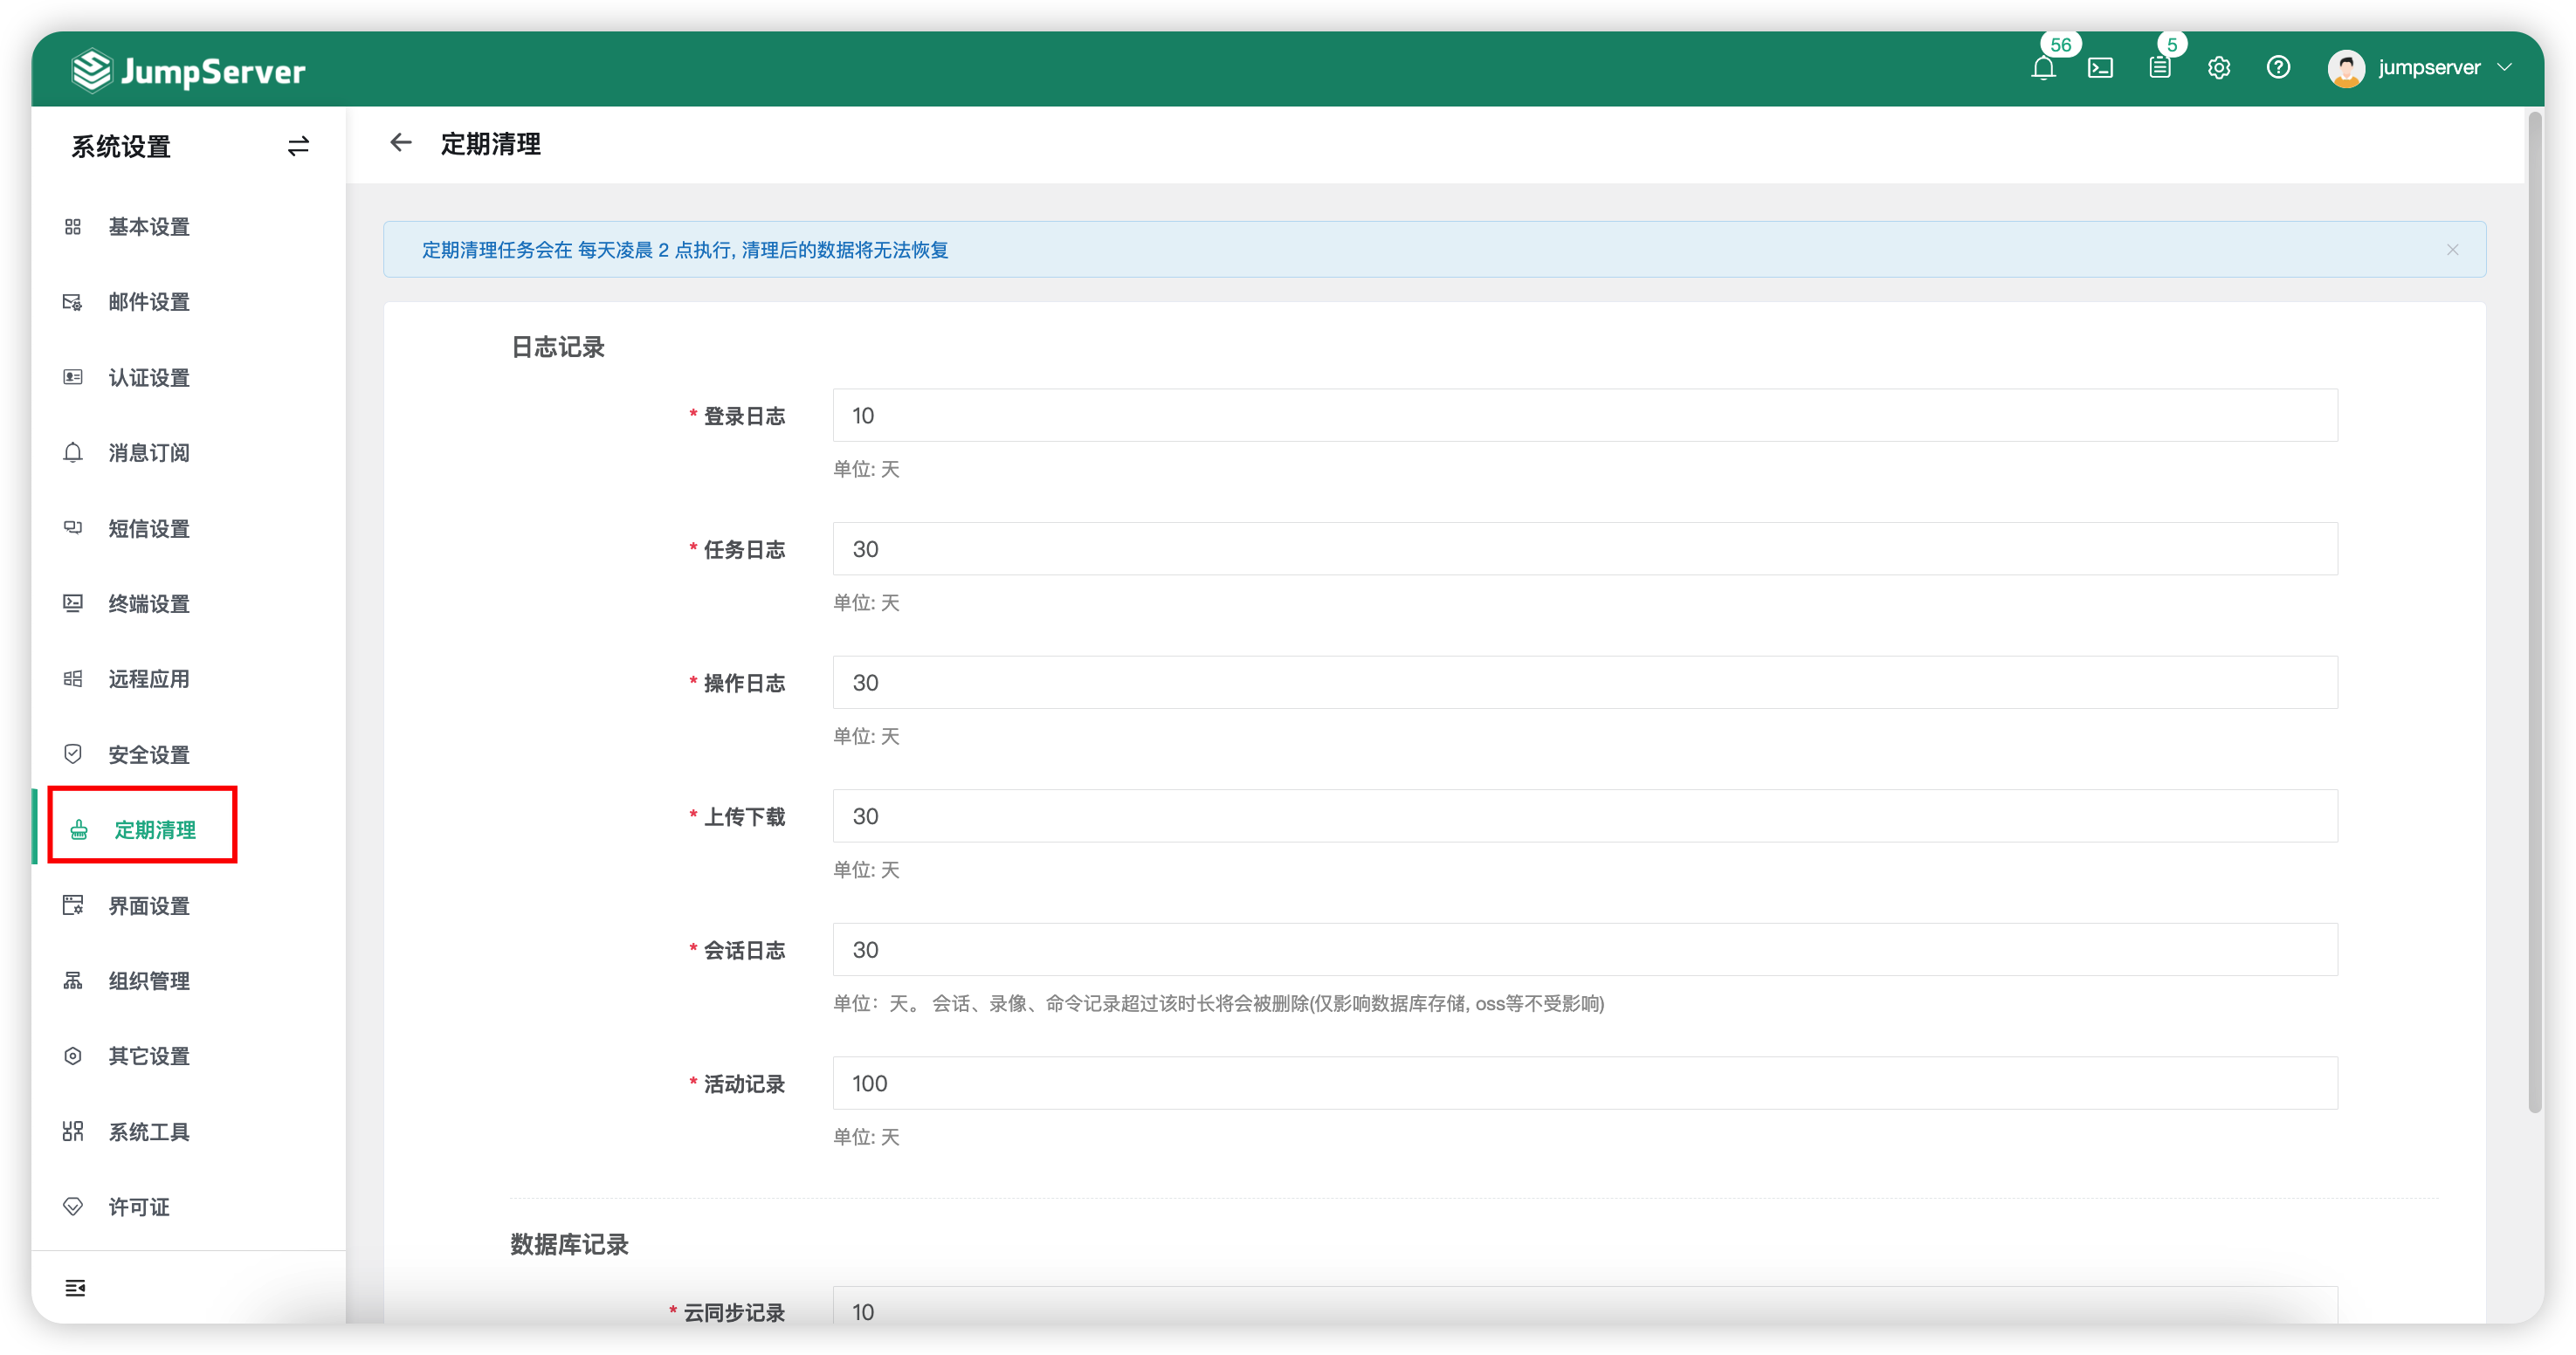 JumpServer
56
5
jumpserver
系统设置
定期清理
基本设置
邮件设置
认证设置
消息订阅
短信设置
终端设置
远程应用
安全设置
定期清理
界面设置
组织管理
其它设置
系统工具
许可证
定期清理任务会在 每天凌晨 2 点执行, 清理后的数据将无法恢复
日志记录
* 登录日志 10
单位: 天
* 任务日志 30
单位: 天
* 操作日志 30
单位: 天
* 上传下载 30
单位: 天
* 会话日志 30
单位：天。 会话、录像、命令记录超过该时长将会被删除(仅影响数据库存储, oss等不受影响)
* 活动记录 100
单位: 天
数据库记录
* 云同步记录 10